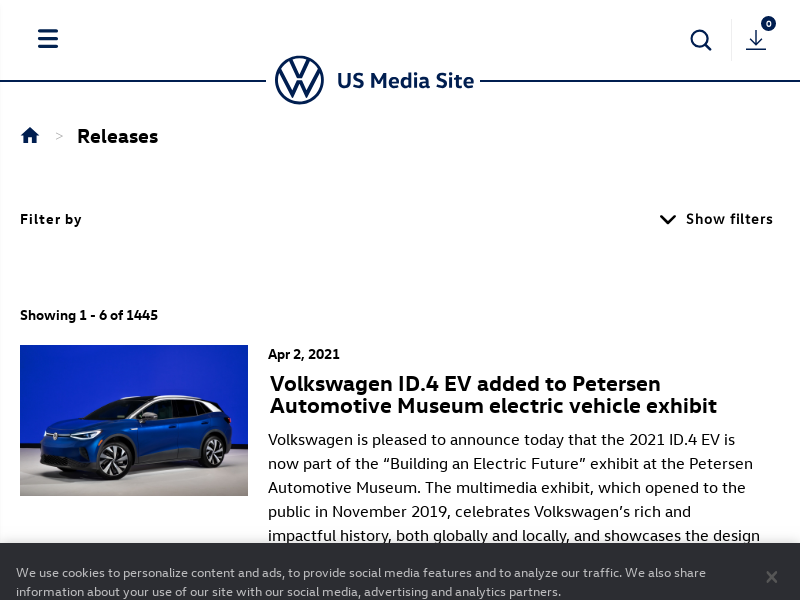 0
US Media Site
> Releases
Filter by
Show filters
Showing 1 - 6 of 1445
Apr 2, 2021
Volkswagen ID.4 EV added to Petersen
Automotive Museum electric vehicle exhibit
Volkswagen is pleased to announce today that the 2021 ID.4 EV is
now part of the “Building an Electric Future” exhibit at the Petersen
Automotive Museum. The multimedia exhibit, which opened to the
public in November 2019, celebrates Volkswagen’s rich and
impactful history, both globally and locally, and showcases the design
We use cookies to personalize content and ads, to provide social media features and to analyze our traffic. We also share
information about your use of our site with our social media, advertising and analytics partners.